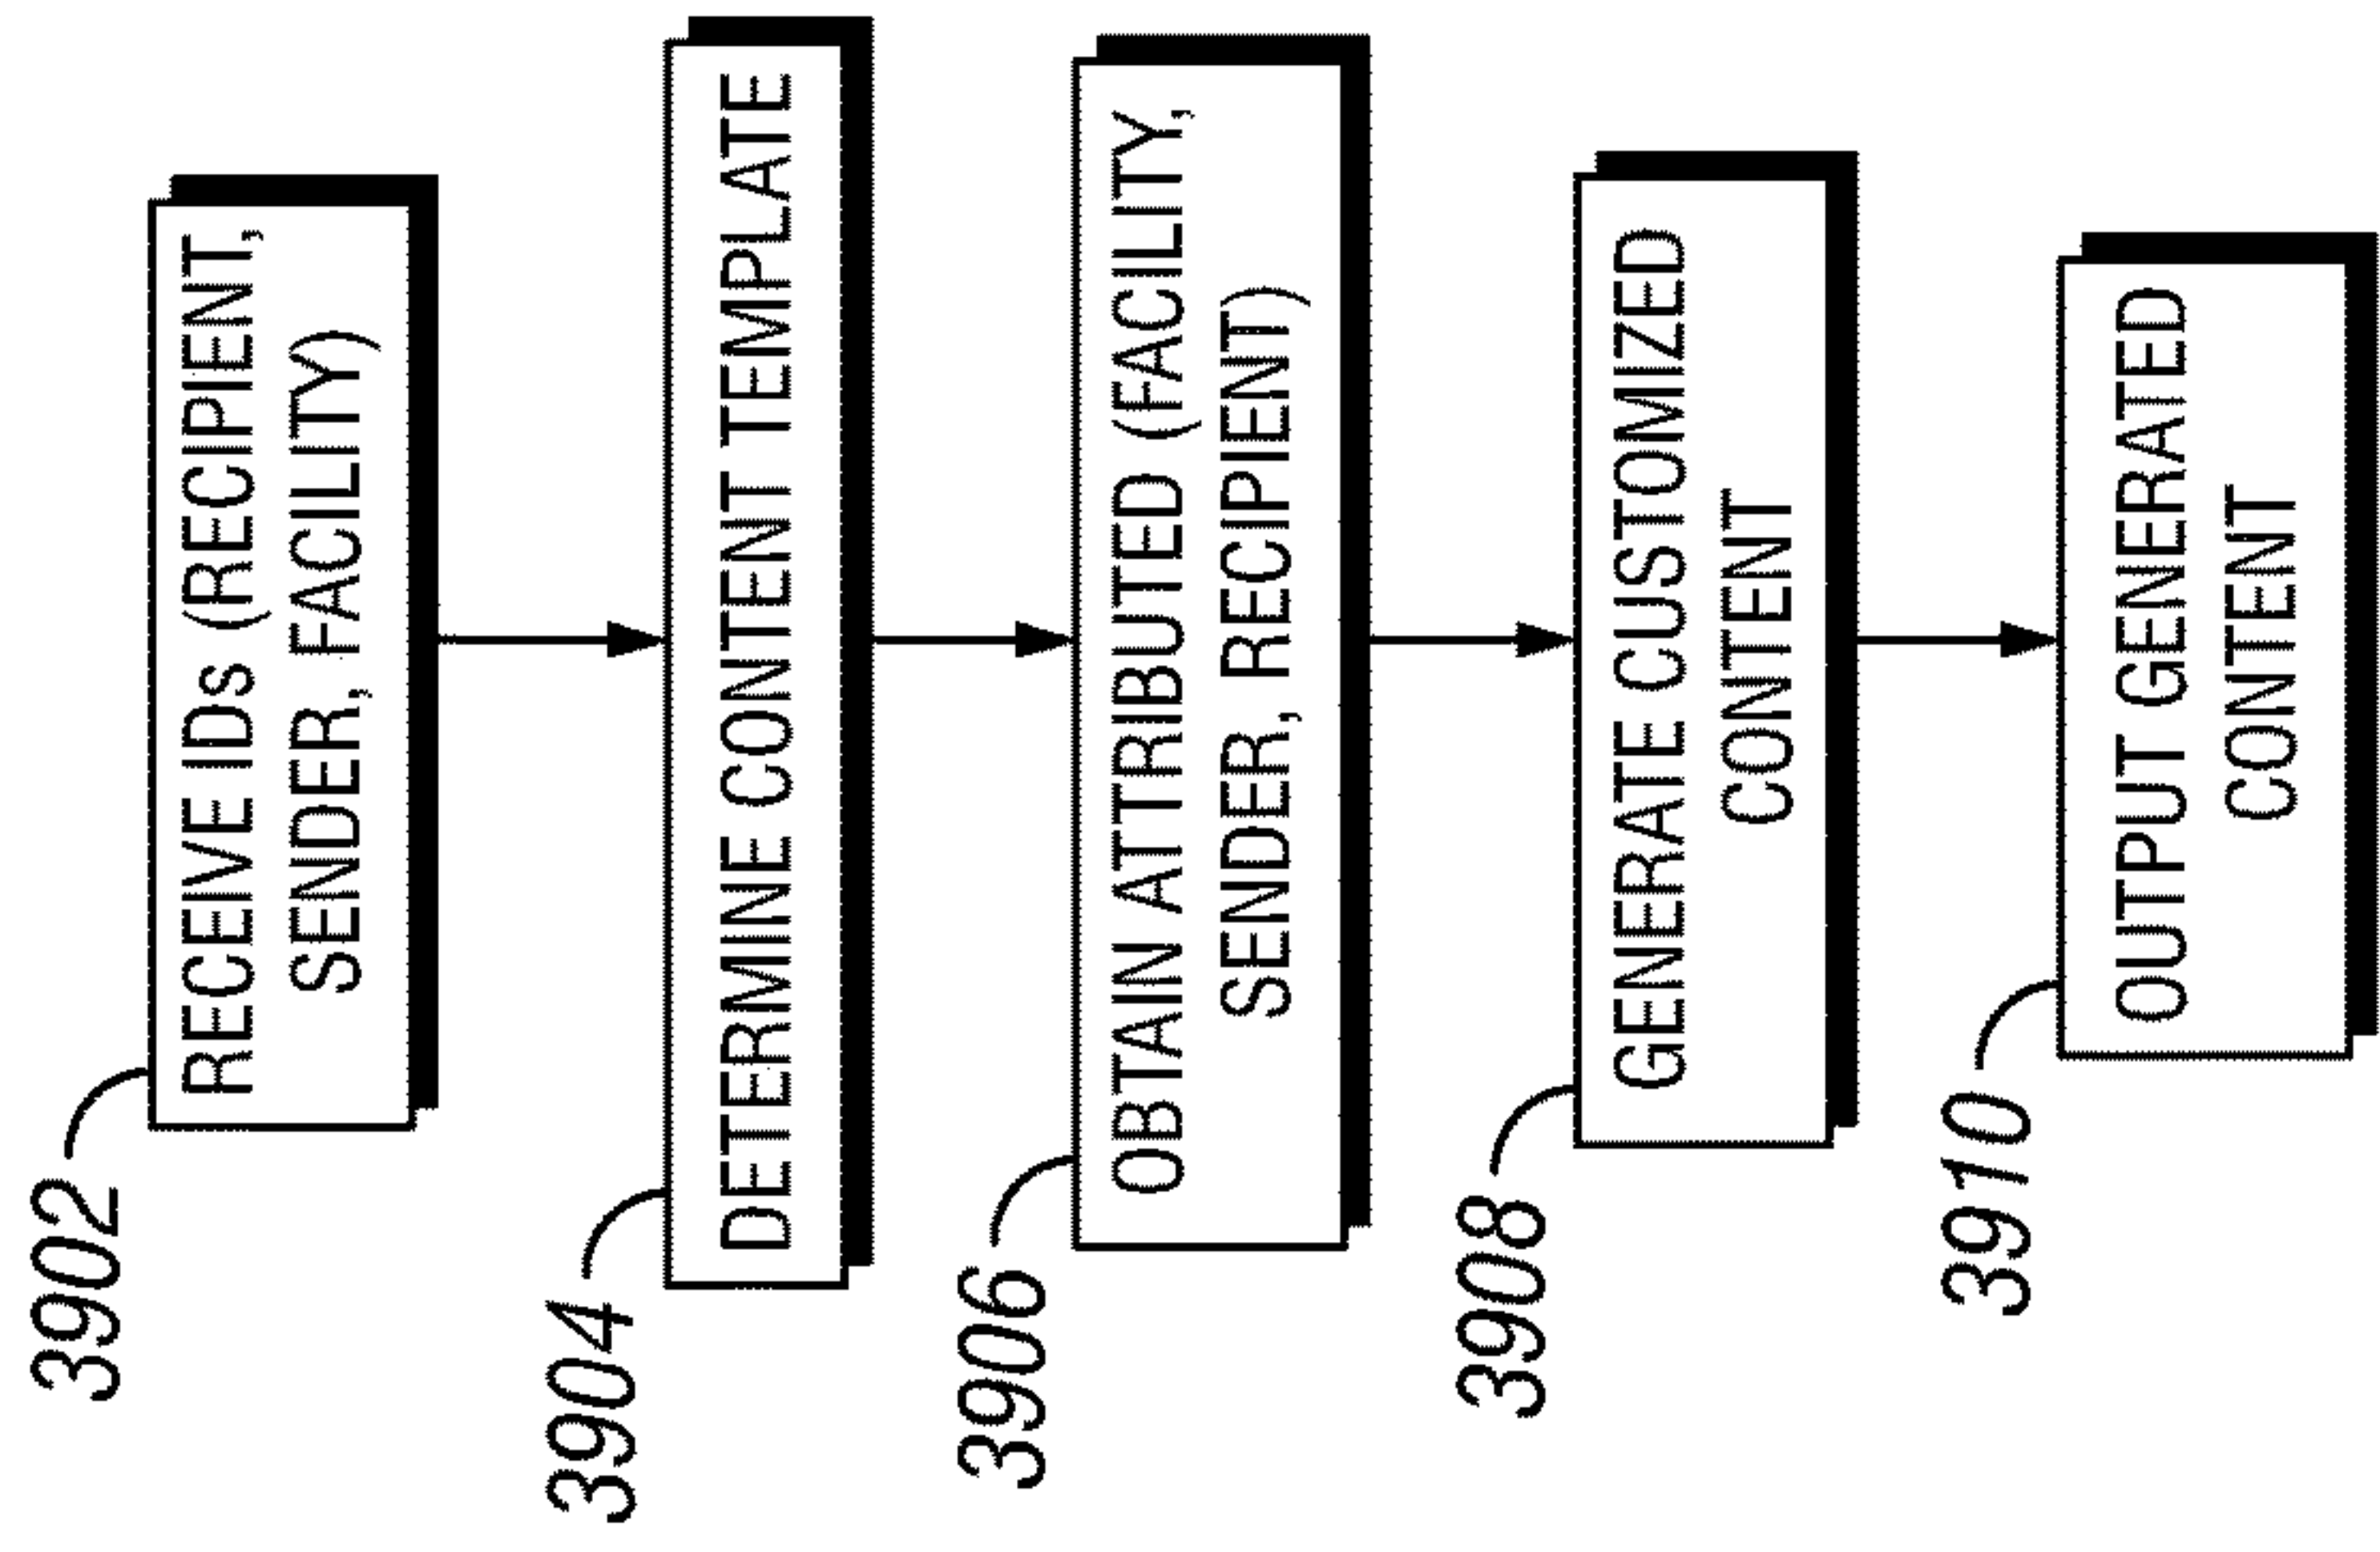 3902
RECEIVE IDs (RECIPIENT,
SENDER, FACILITY)
3904
DETERMINE CONTENT TEMPLATE
3906
OBTAIN ATTRIBUTED (FACILITY,
SENDER, RECIPIENT)
3908
GENERATE CUSTOMIZED
CONTENT
3910
OUTPUT GENERATED
CONTENT